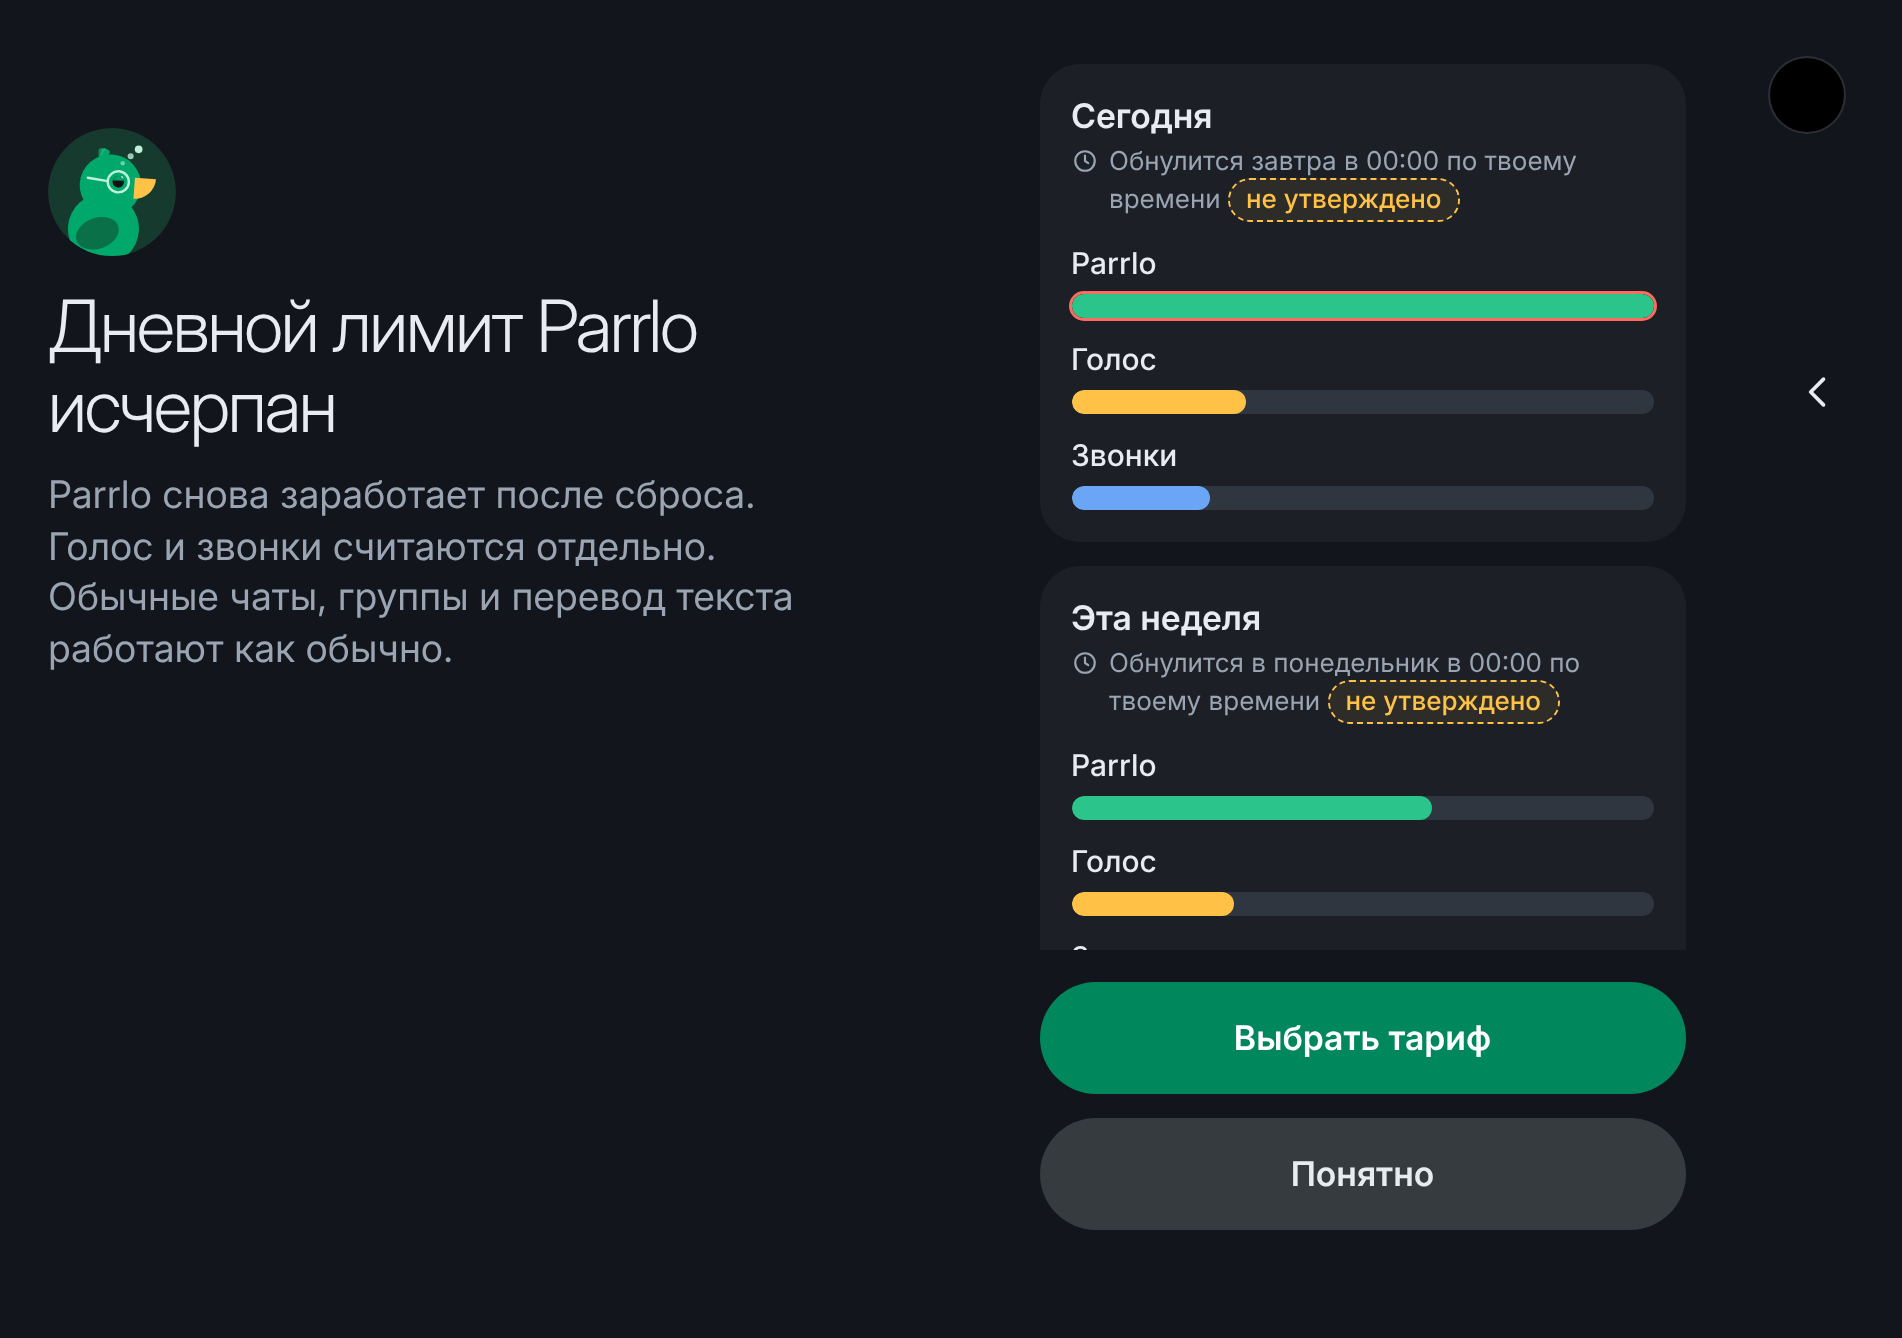 Дневной лимит Parrlo
исчерпан
Parrlo снова заработает после сброса.
Голос и звонки считаются отдельно.
Обычные чаты, группы и перевод текста
работают как обычно.
Сегодня
Обнулится завтра в 00:00 по твоему
времени не утверждено
Parrlo
Голос
Звонки
Эта неделя
Обнулится в понедельник в 00:00 по
твоему времени не утверждено
Parrlo
Голос
Выбрать тариф
Понятно